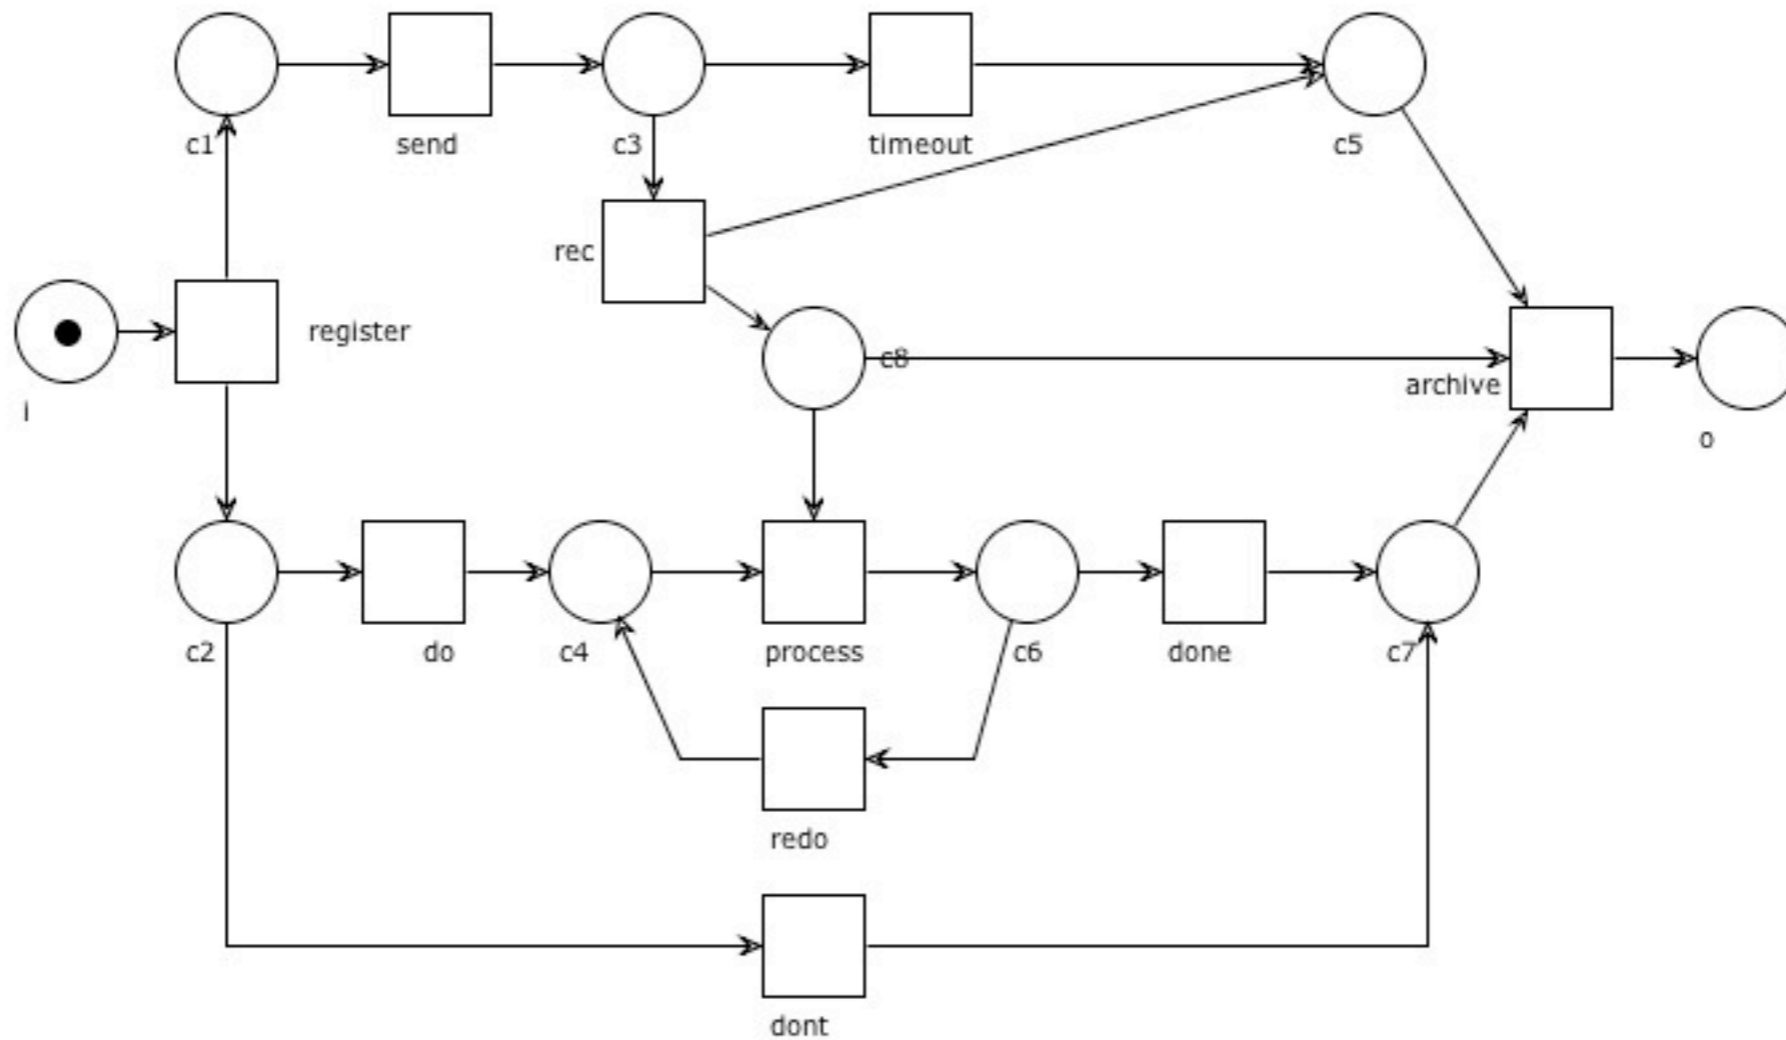 c1
send
c3
timeout
c5
rec
register
c8
archive
i
o
c2
do
c4
process
c6
done
c7
redo
dont